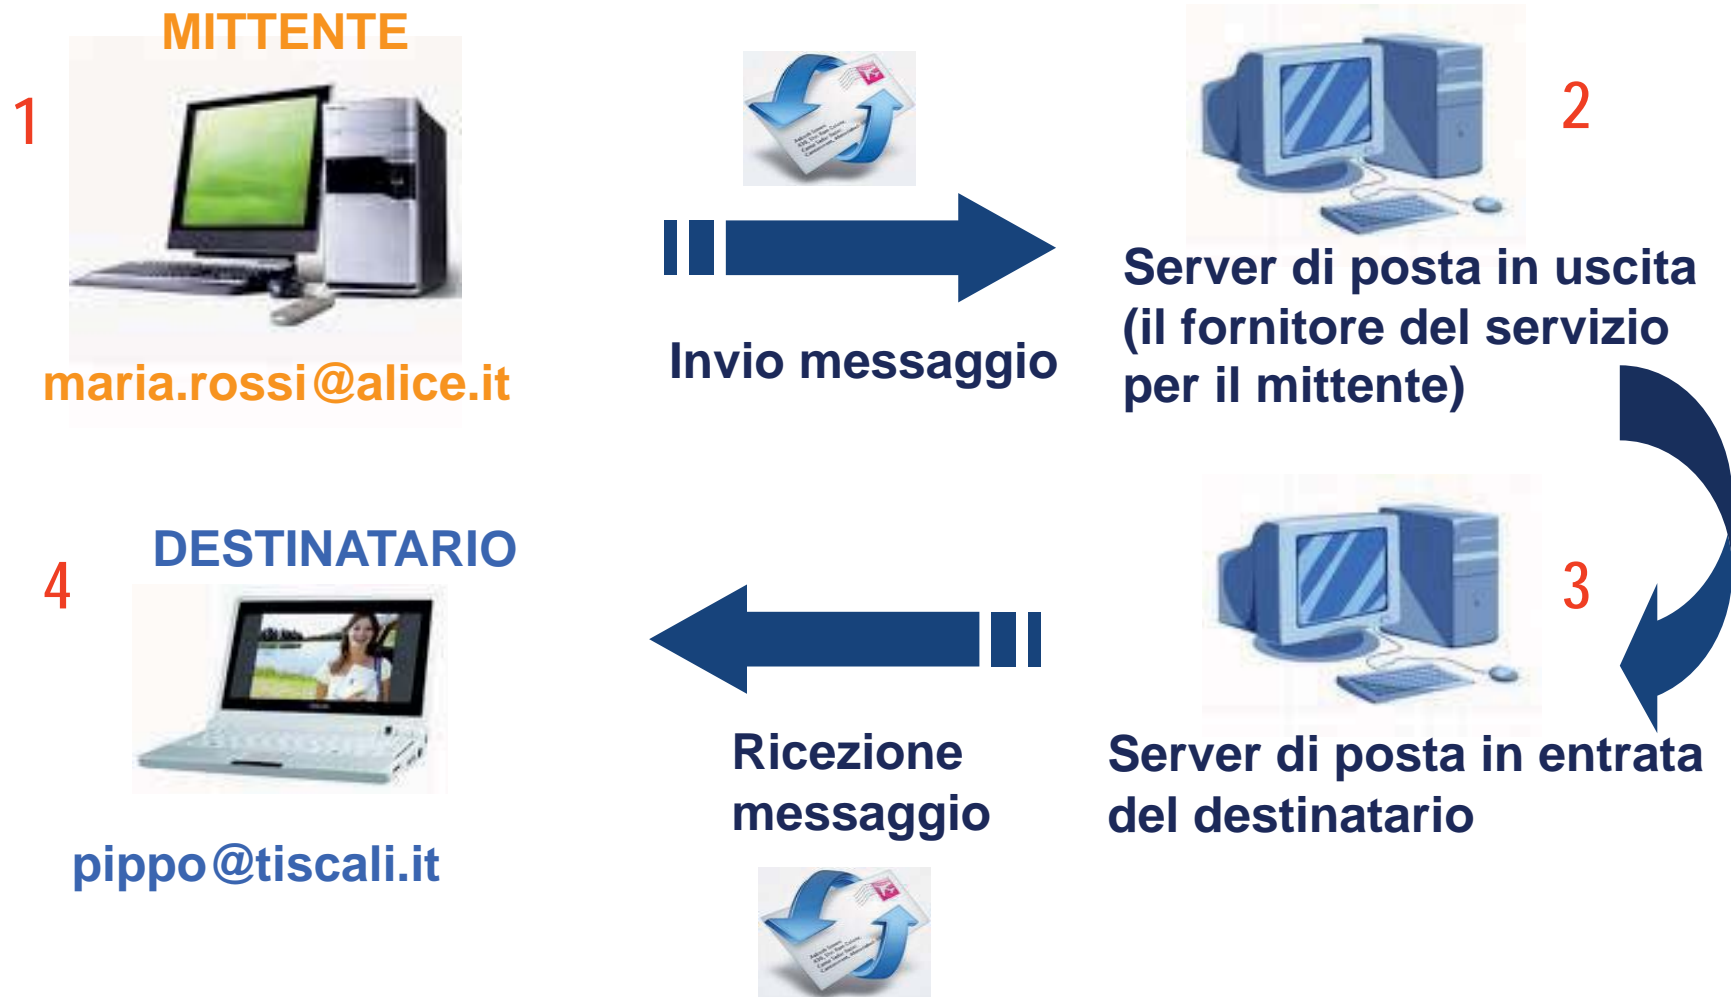 MITTENTE
1
maria.rossi@alice.it
Invio messaggio
2
Server di posta in uscita
(il fornitore del servizio
per il mittente)
3
Server di posta in entrata
del destinatario
Ricezione
messaggio
4
DESTINATARIO
pippo@tiscali.it